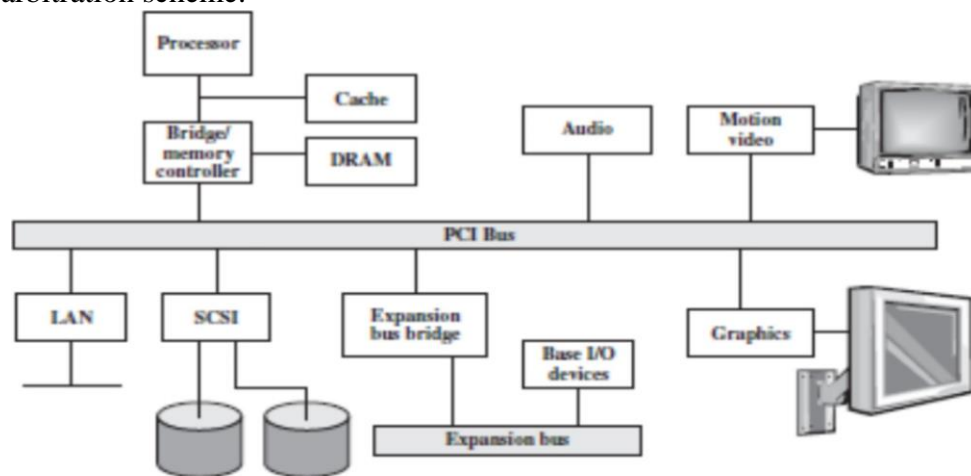 arbitration scheme.
Processor
Cache
Bridge/
memory
controller
DRAM
Audio
Motion
video
PCI Bus
LAN
SCSI
Expansion
bus bridge
Base I/O
devices
Graphics
Expansion bus